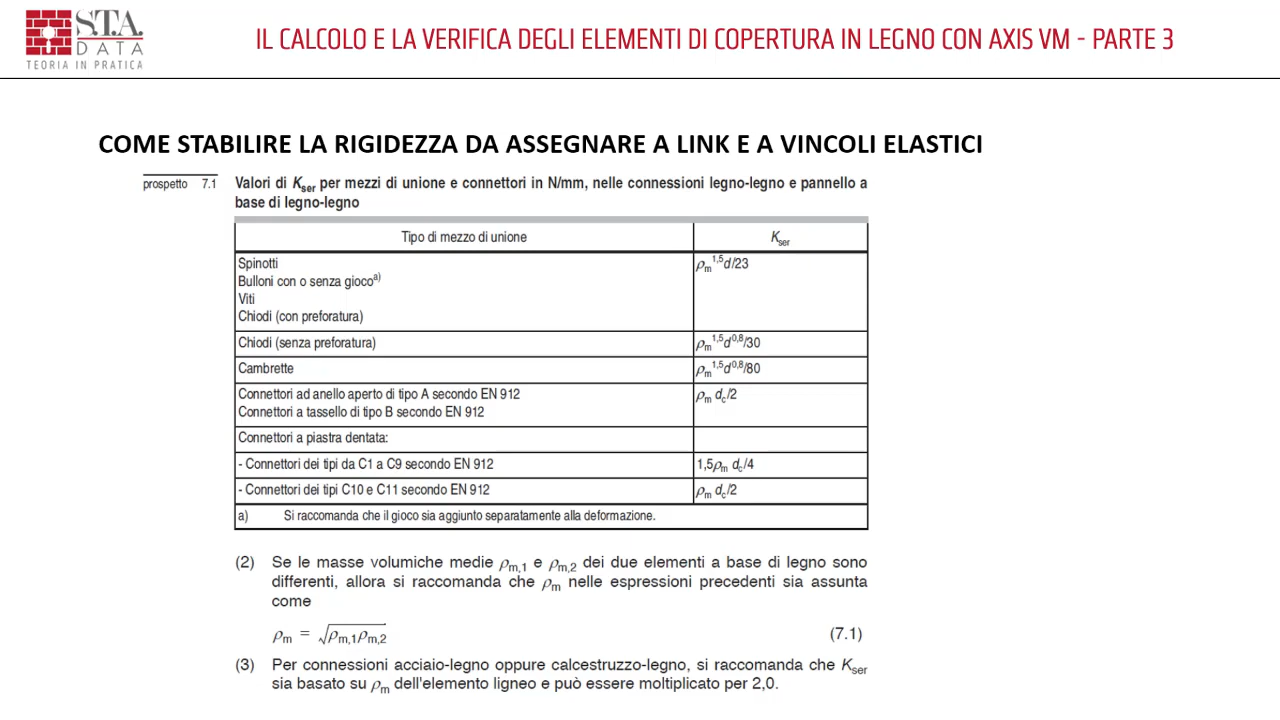 S.T.A.
DATA
TEORIA IN PRATICA
IL CALCOLO E LA VERIFICA DEGLI ELEMENTI DI COPERTURA IN LEGNO CON AXIS VM - PARTE 3
COME STABILIRE LA RIGIDEZZA DA ASSEGNARE A LINK E A VINCOLI ELASTICI
prospetto 7.1 Valori di Kser per mezzi di unione e connettori in N/mm, nelle connessioni legno-legno e pannello a
base di legno-legno
Tipo di mezzo di unione Kser
Spinotti ρm^1,5d/23
Bulloni con o senza gioco^a)
Viti
Chiodi (con preforatura)
Chiodi (senza preforatura) ρm^1,5d^0,8/30
Cambrette ρm^1,5d^0,8/80
Connettori ad anello aperto di tipo A secondo EN 912 ρm dc/2
Connettori a tassello di tipo B secondo EN 912
Connettori a piastra dentata:
- Connettori dei tipi da C1 a C9 secondo EN 912 1,5ρm dc/4
- Connettori dei tipi C10 e C11 secondo EN 912 ρm dc/2
a) Si raccomanda che il gioco sia aggiunto separatamente alla deformazione.
(2) Se le masse volumiche medie ρm,1 e ρm,2 dei due elementi a base di legno sono
differenti, allora si raccomanda che ρm nelle espressioni precedenti sia assunta
come
ρm = √ρm,1ρm,2 (7.1)
(3) Per connessioni acciaio-legno oppure calcestruzzo-legno, si raccomanda che Kser
sia basato su ρm dell'elemento ligneo e può essere moltiplicato per 2,0.